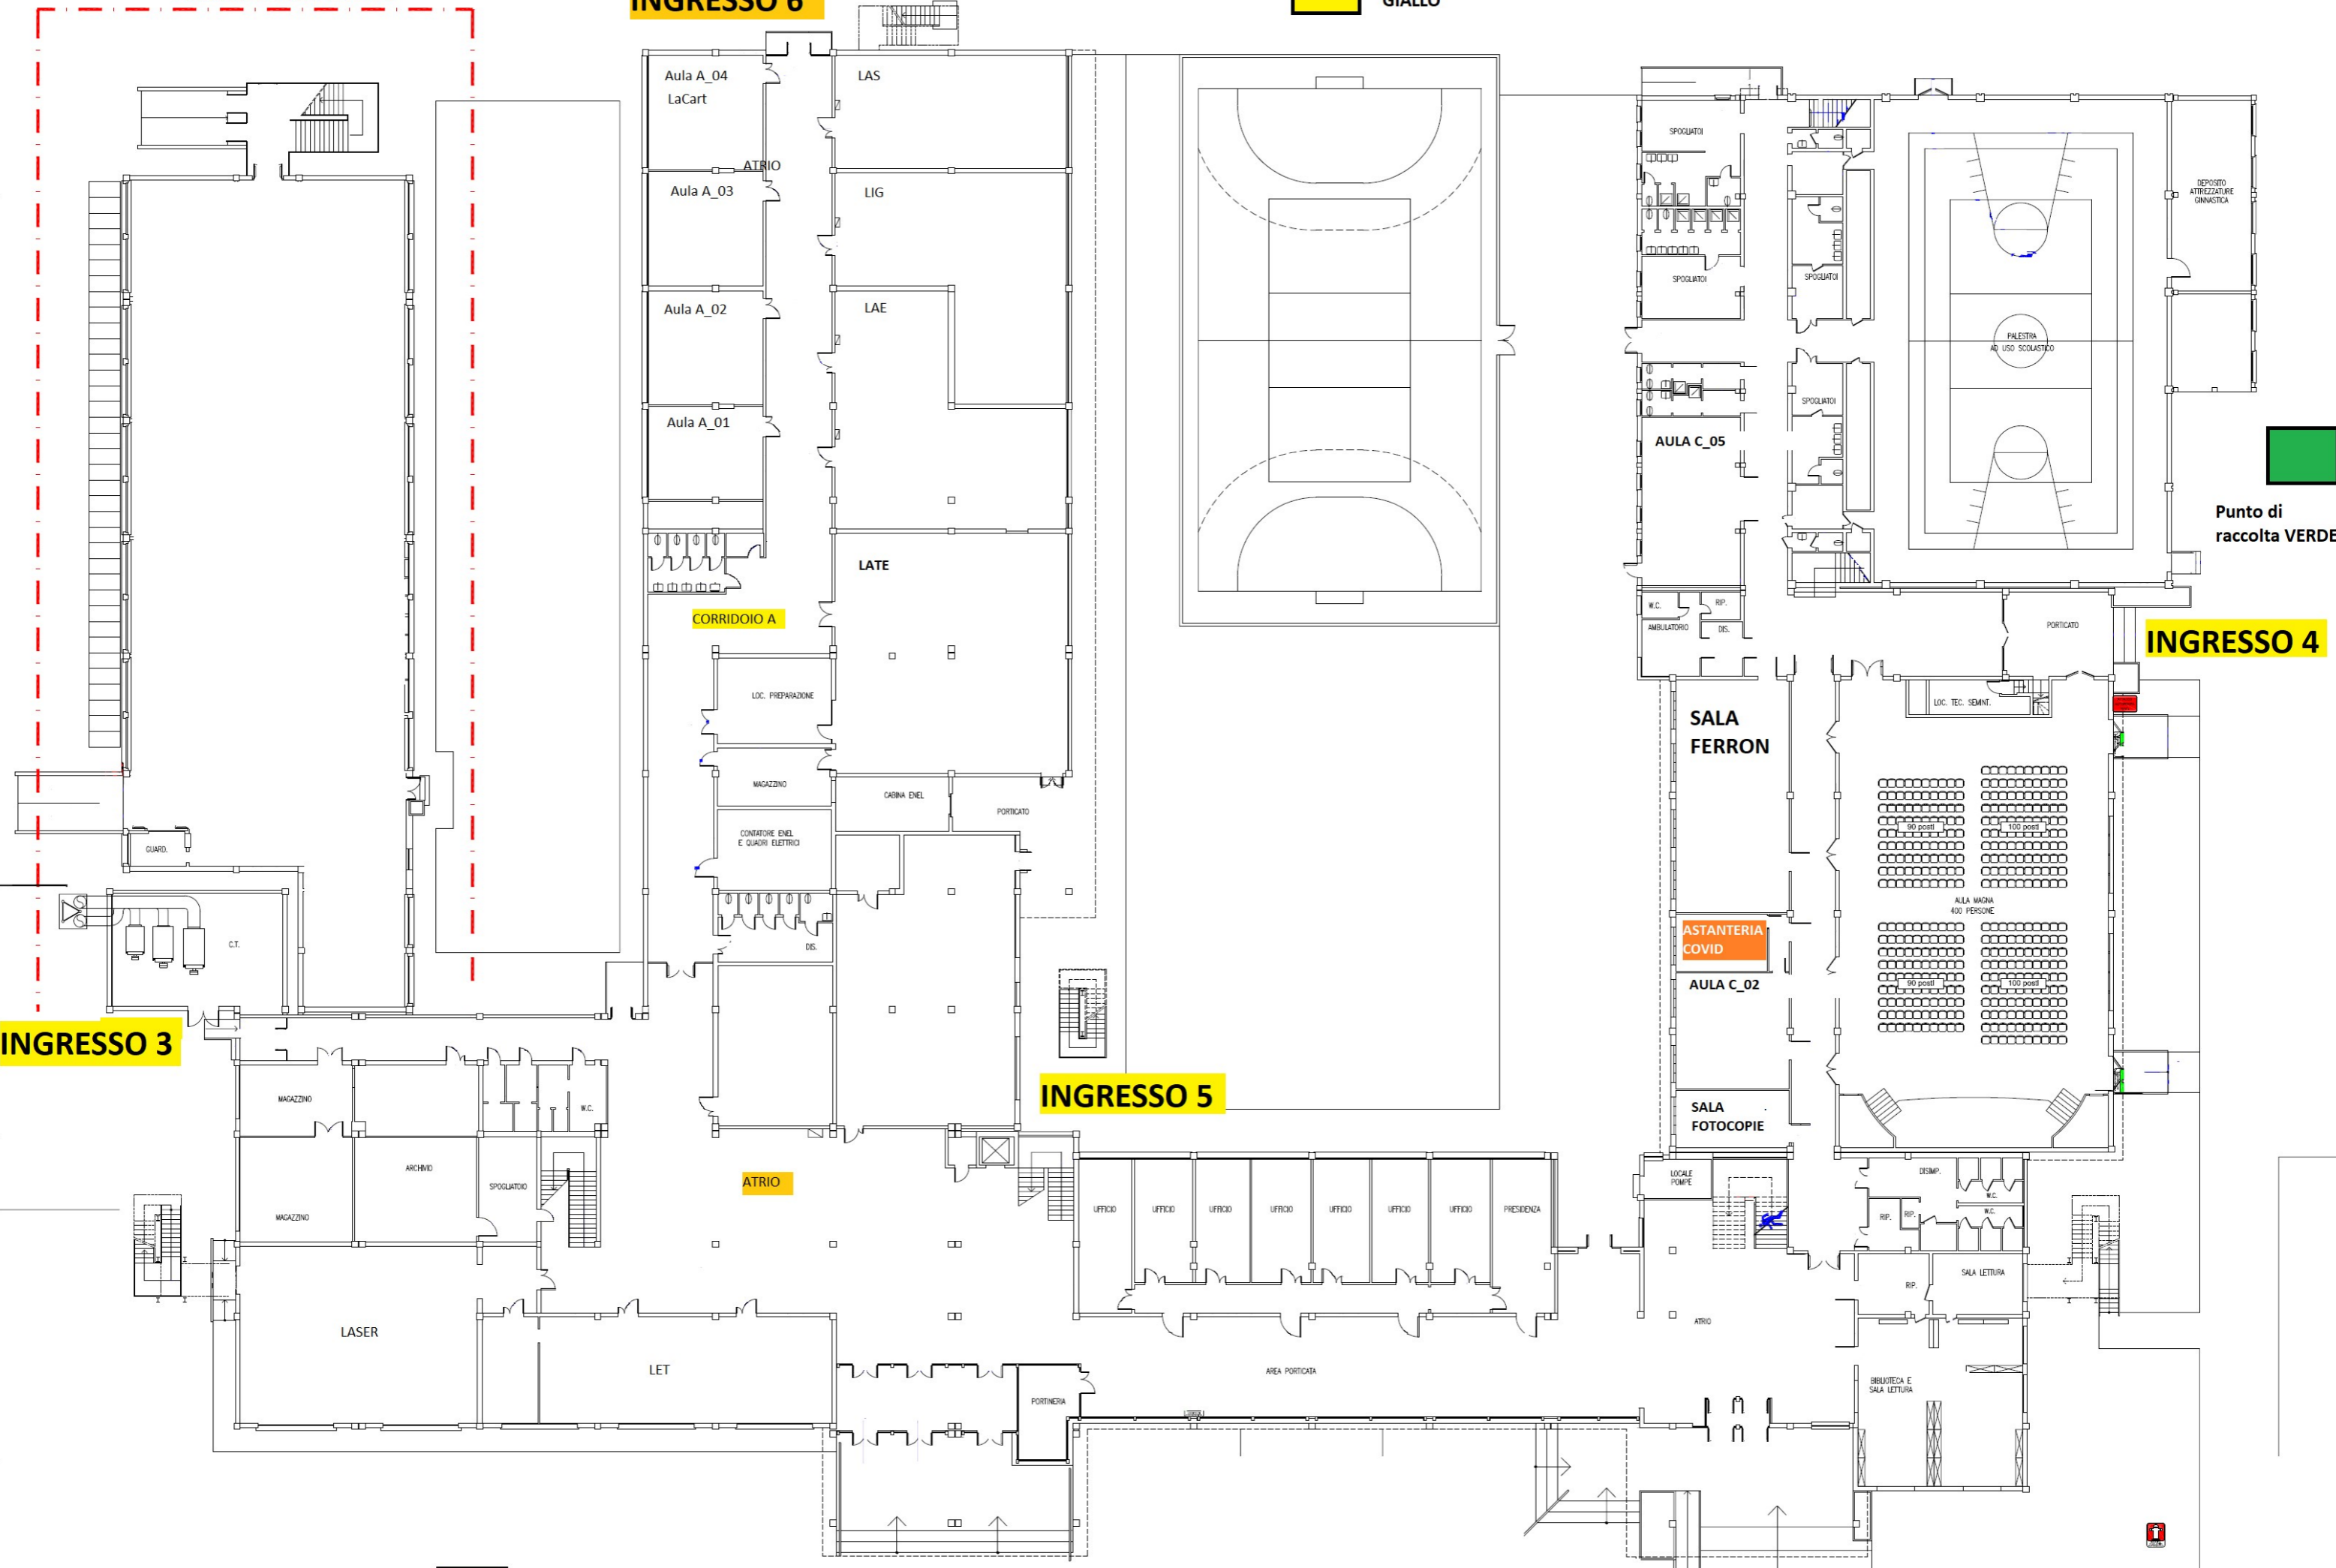 INGRESSO 6
GIALLO
Aula A_04
LaCart
LAS
ATRIO
Aula A_03
LIG
Aula A_02
LAE
Aula A_01
LATE
CORRIDOIO A
LOC. PREPARAZIONE
MAGAZZINO
CABINA ENEL
PORTICATO
CONTATORE ENEL
E QUADRI ELETTRICI
DIS.
GUARD.
C.T.
INGRESSO 3
MAGAZZINO
W.C.
ARCHIVIO
SPOGLIATOIO
MAGAZZINO
LASER
LET
ATRIO
INGRESSO 5
UFFICIO
UFFICIO
UFFICIO
UFFICIO
UFFICIO
UFFICIO
UFFICIO
PRESIDENZA
PORTINERIA
AREA PORTICATA
SPOGLIATOI
SPOGLIATOI
SPOGLIATOI
SPOGLIATOI
DEPOSITO
ATTREZZATURE
GINNASTICA
PALESTRA
AD USO SCOLASTICO
AULA C_05
Punto di
raccolta VERDE
W.C.
RIP.
AMBULATORIO
DIS.
PORTICATO
INGRESSO 4
LOC. TEC. SEMINT.
SALA
FERRON
90 posti
100 posti
AULA MAGNA
400 PERSONE
90 posti
100 posti
ASTANTERIA
COVID
AULA C_02
SALA
FOTOCOPIE
LOCALE
POMPE
DISIMP.
W.C.
W.C.
RIP.
RIP.
RIP.
SALA LETTURA
ATRIO
BIBLIOTECA E
SALA LETTURA